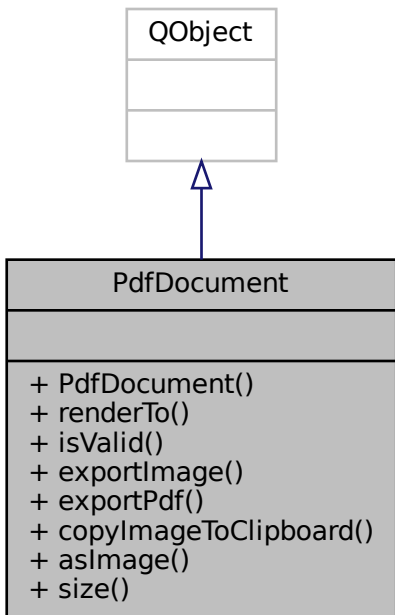 QObject
PdfDocument
+ PdfDocument()
+ renderTo()
+ isValid()
+ exportImage()
+ exportPdf()
+ copyImageToClipboard()
+ asImage()
+ size()